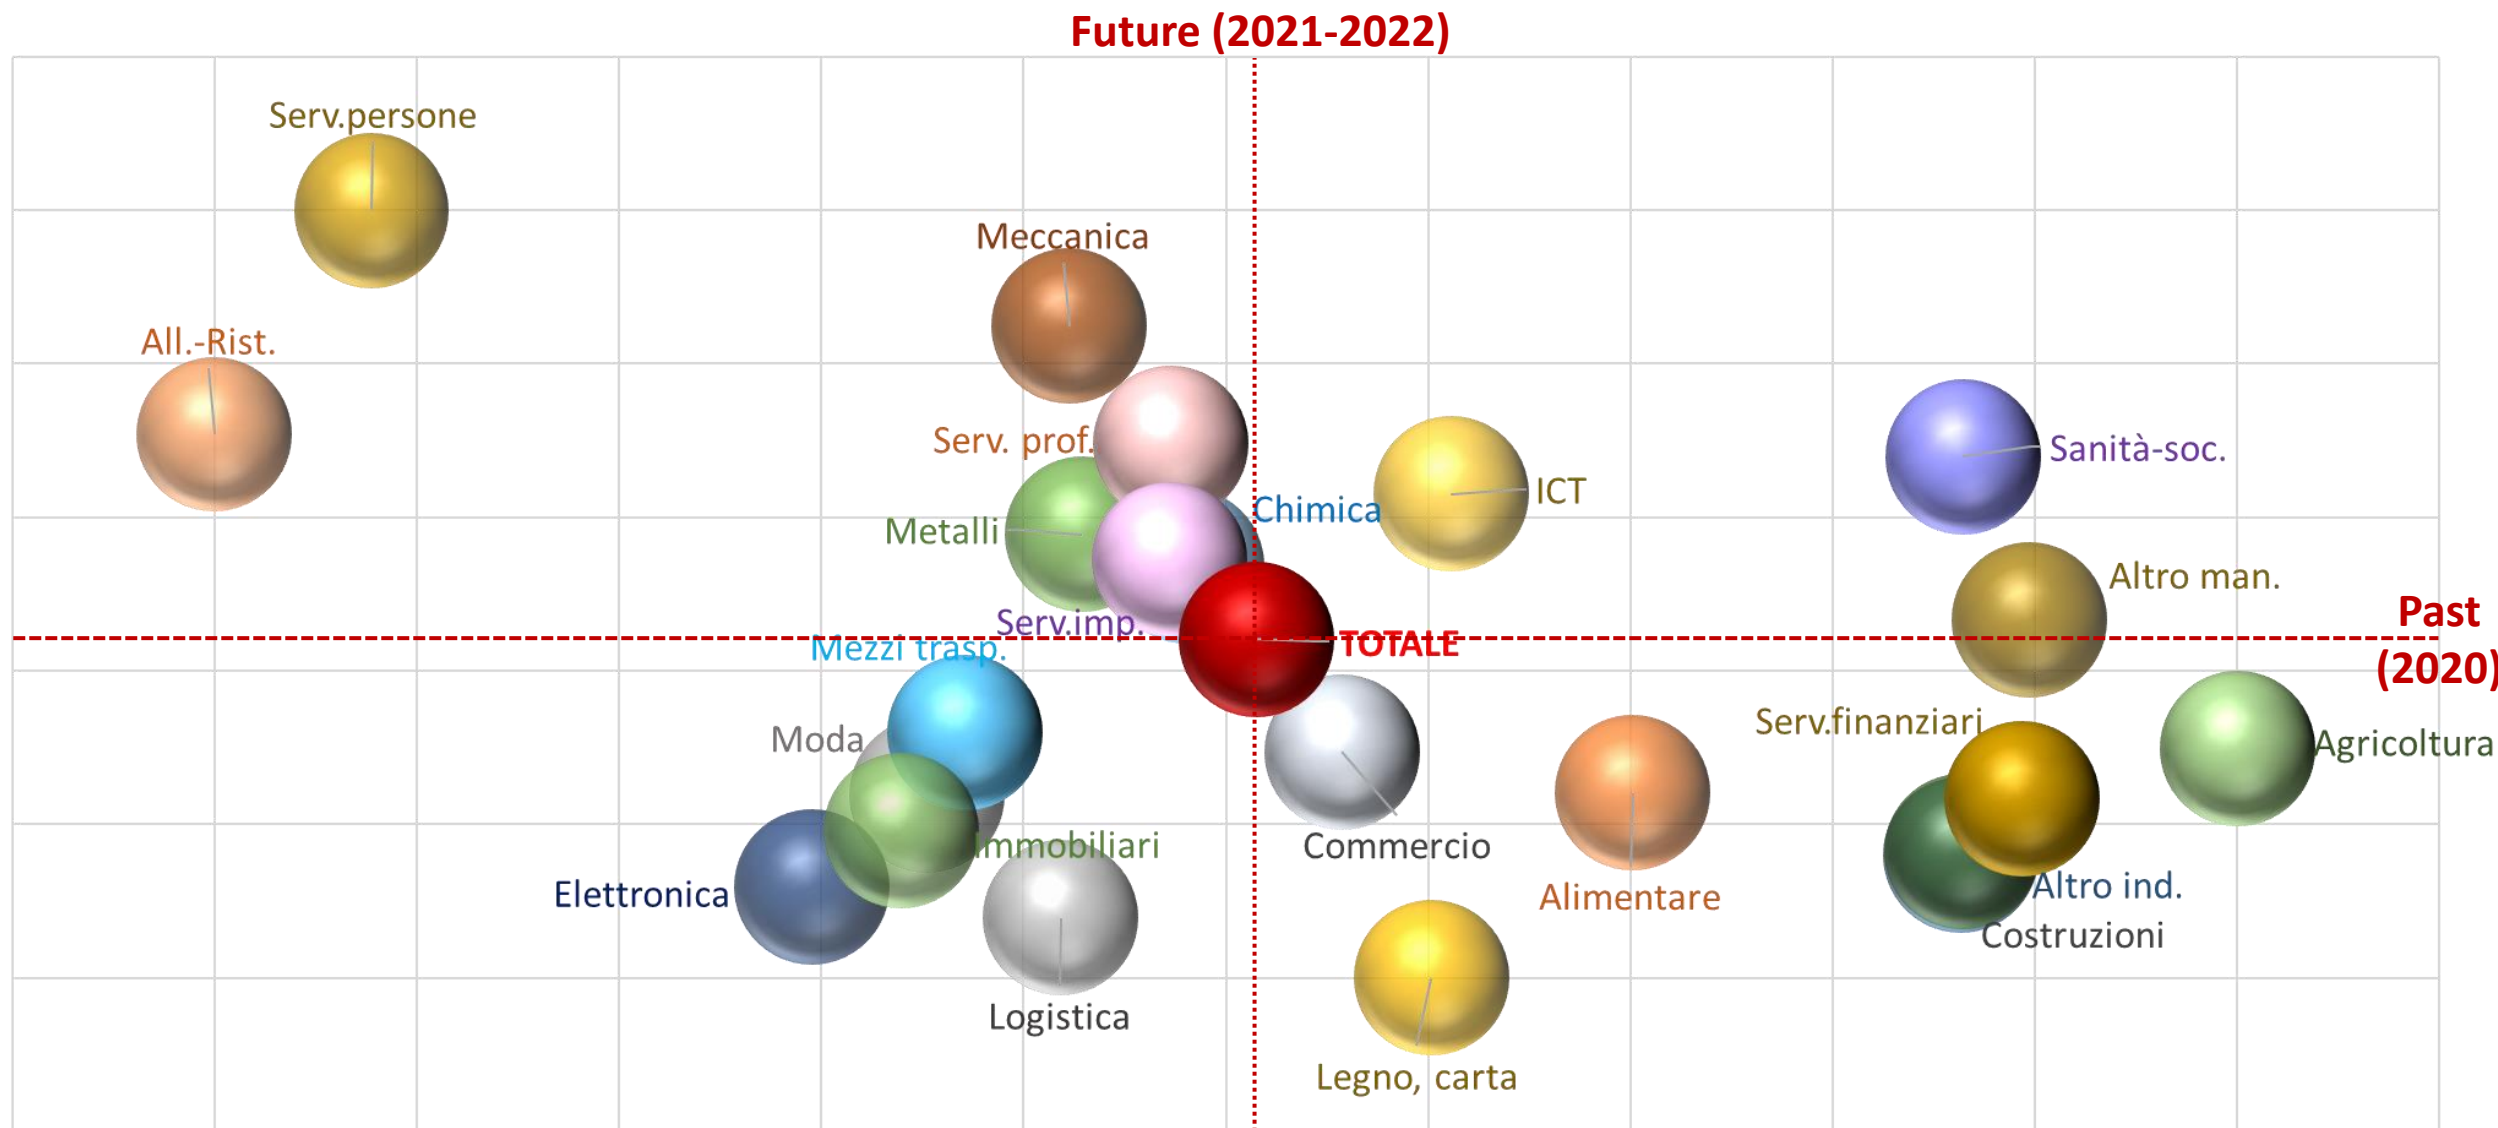 Future (2021-2022)
Serv.persone
Meccanica
All.-Rist.
Serv. prof.
Sanità-soc.
ICT
Chimica
Metalli
Altro man.
Past
Serv.imp.
TOTALE
Mezzi trasp.
(2020)
Serv.finanziari
Moda
Agricoltura
Immobiliari
Commercio
Elettronica
Alimentare
Altro ind.
Costruzioni
Logistica
Legno, carta